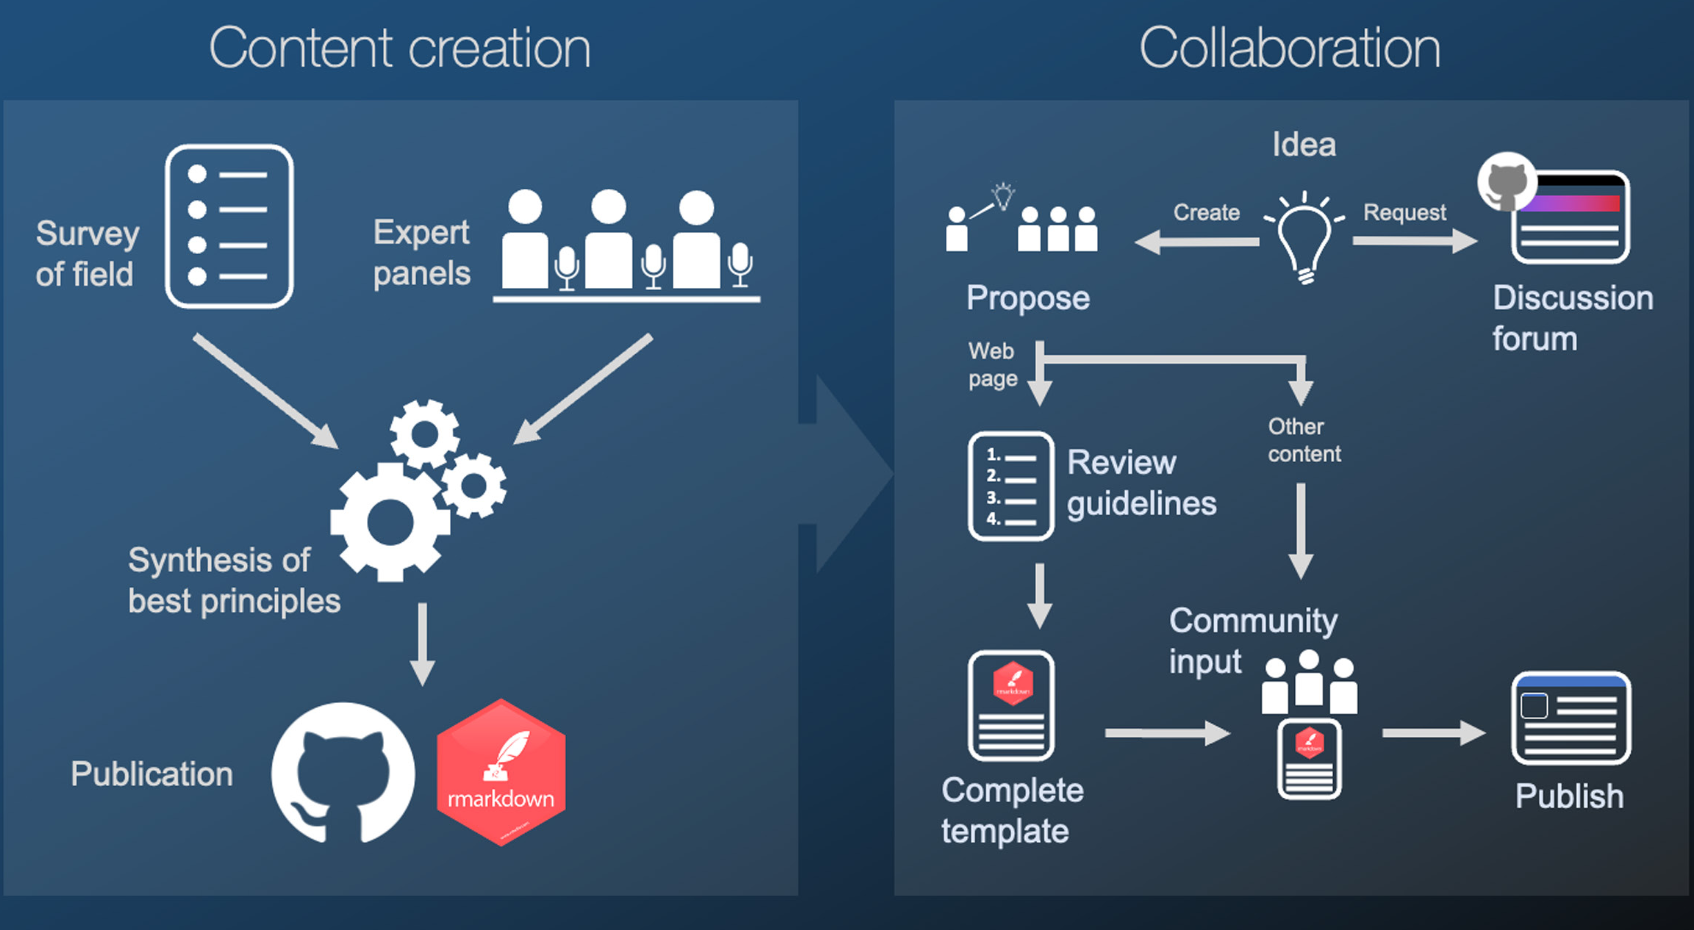 Content creation
Survey
of field
Expert
panels
Synthesis of
best principles
Publication
rmarkdown
Collaboration
Idea
Create
Request
Propose
Discussion
forum
Web
page
Other
content
1.
2.
3.
4.
Review
guidelines
Community
input
rmarkdown
Complete
template
Publish